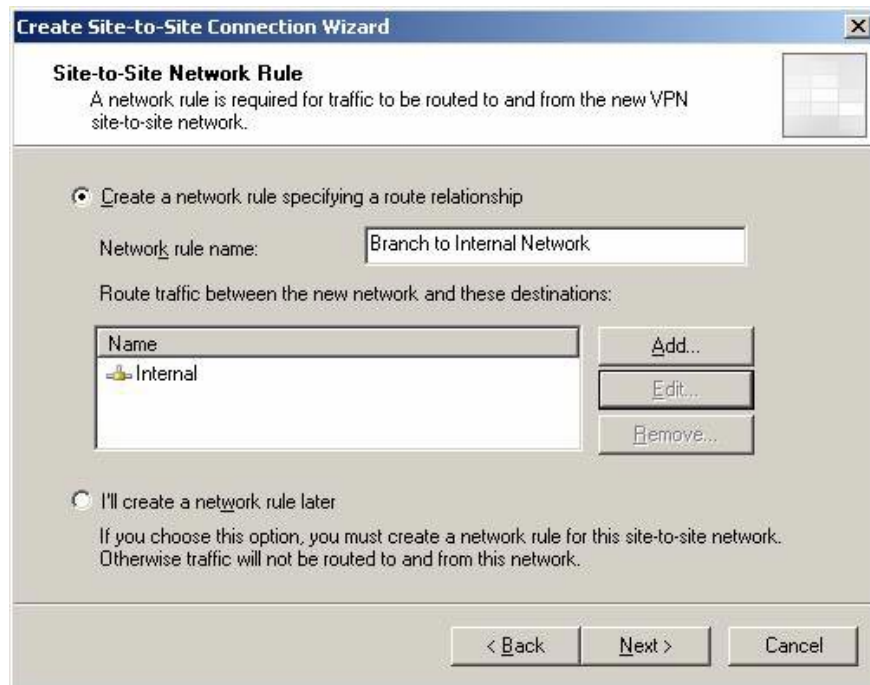 Create Site-to-Site Connection Wizard
Site-to-Site Network Rule
A network rule is required for traffic to be routed to and from the new VPN
site-to-site network.
Create a network rule specifying a route relationship
Network rule name:
Branch to Internal Network
Route traffic between the new network and these destinations:
Name
Internal
Add...
Edit...
Remove...
I'll create a network rule later
If you choose this option, you must create a network rule for this site-to-site network.
Otherwise traffic will not be routed to and from this network.
< Back
Next >
Cancel